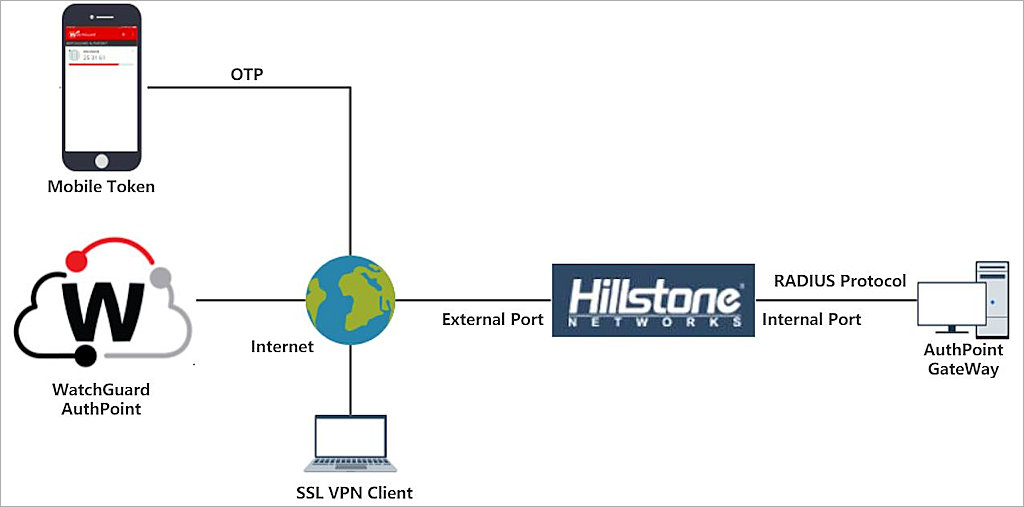 OTP
Mobile Token
W
WatchGuard
AuthPoint
Internet
External Port
Hillstone
NETWORKS
RADIUS Protocol
Internal Port
AuthPoint
GateWay
SSL VPN Client